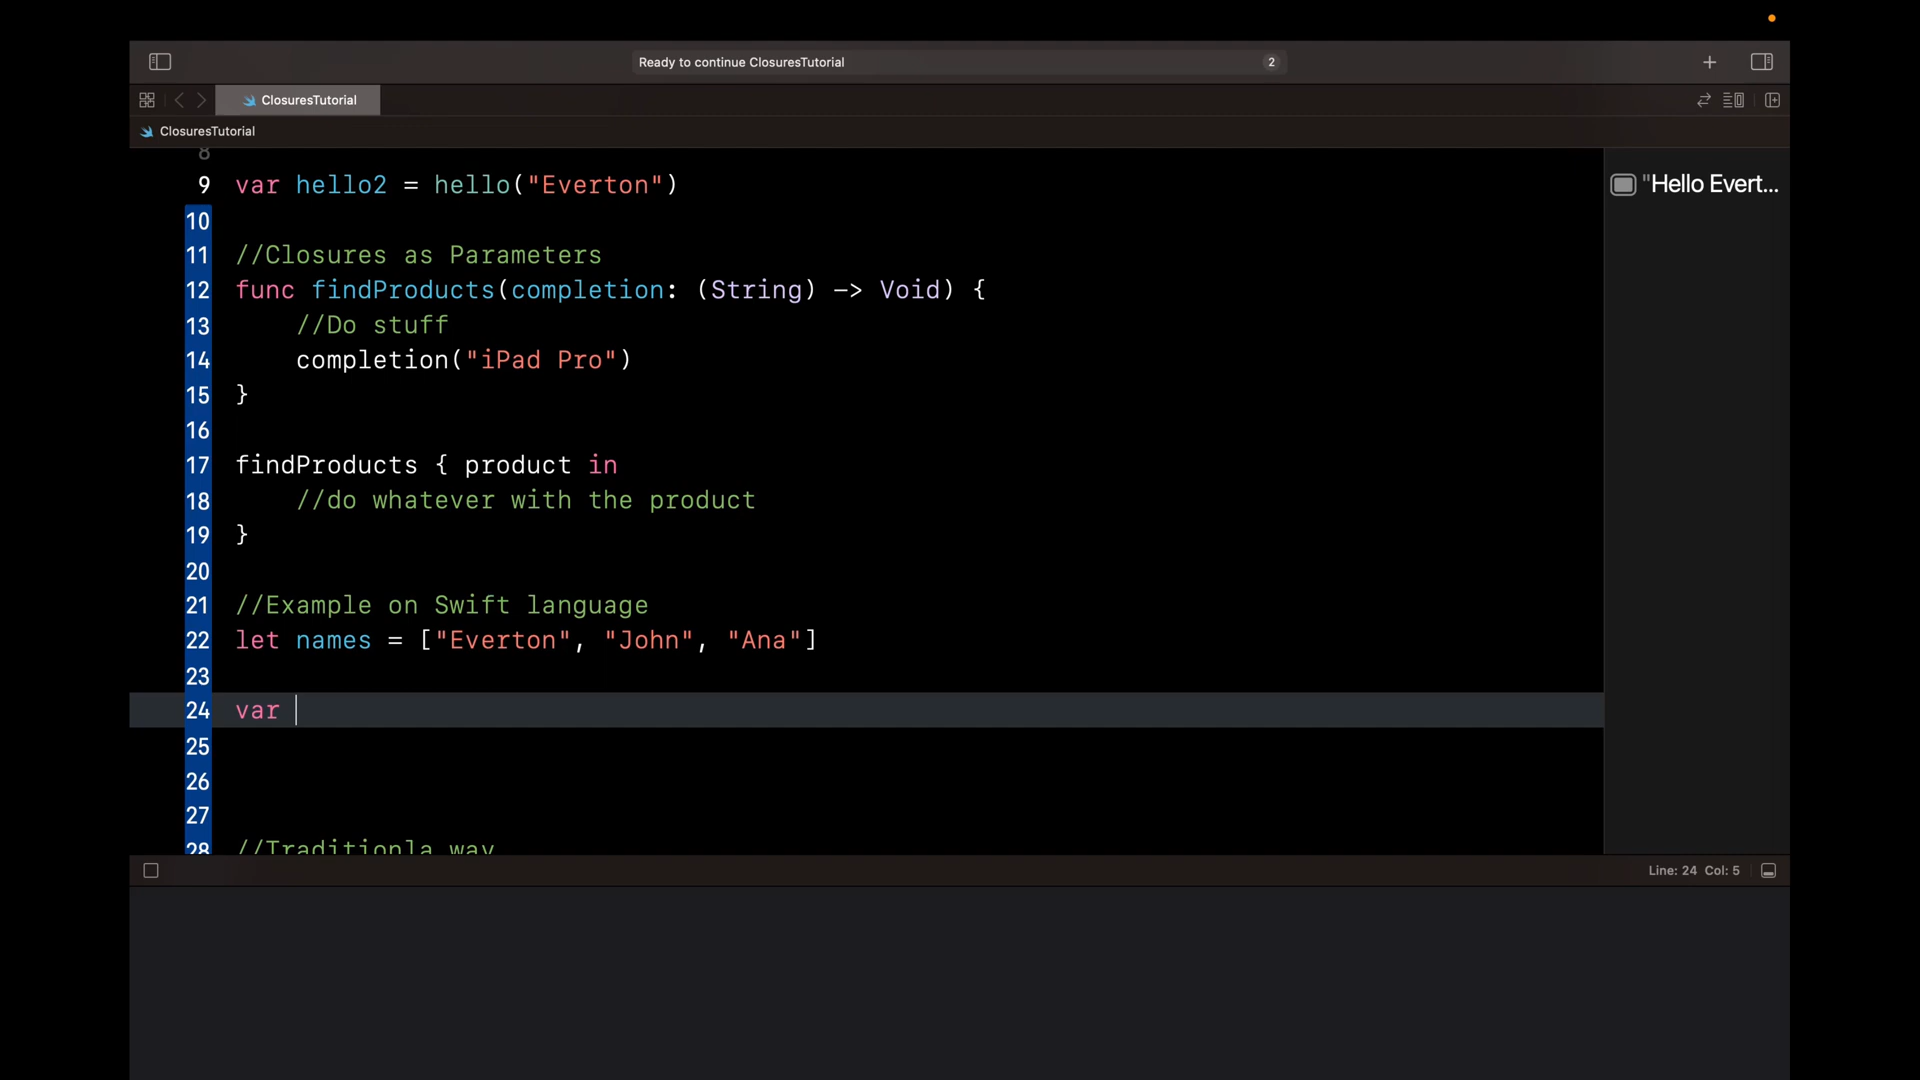 Ready to continue ClosuresTutorial 2
ClosuresTutorial
ClosuresTutorial
8
9 var hello2 = hello("Everton") "Hello Evert...
10
11 //Closures as Parameters
12 func findProducts(completion: (String) -> Void) {
13 //Do stuff
14 completion("iPad Pro")
15 }
16
17 findProducts { product in
18 //do whatever with the product
19 }
20
21 //Example on Swift language
22 let names = ["Everton", "John", "Ana"]
23
24 var
25
26
27
28 //Traditionla way
Line: 24 Col: 5